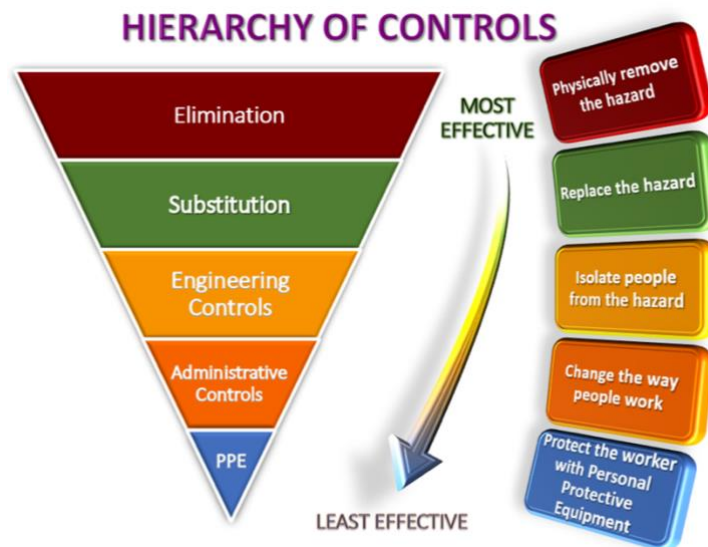 HIERARCHY OF CONTROLS
Elimination
Substitution
Engineering
Controls
Administrative
Controls
PPE
MOST
EFFECTIVE
LEAST EFFECTIVE
Physically remove
the hazard
Replace the hazard
Isolate people
from the hazard
Change the way
people work
Protect the worker
with Personal
Protective
Equipment